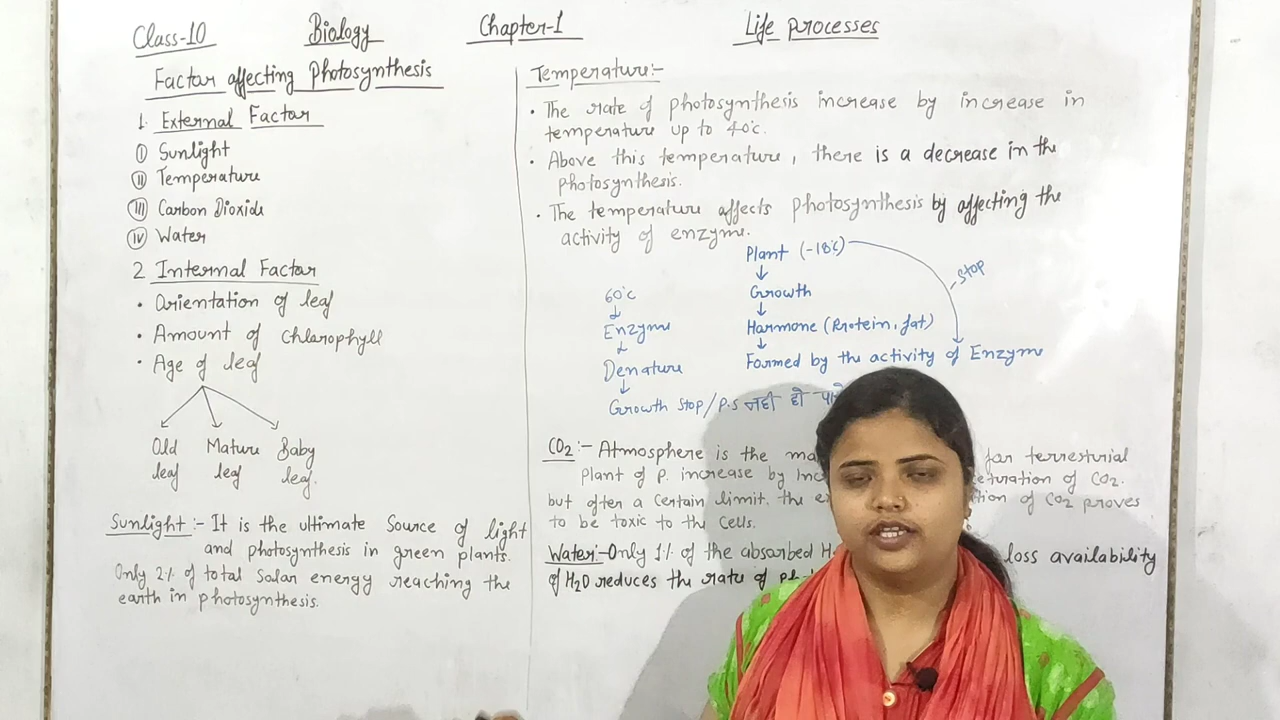 Class-10 Biology Chapter-1 Life processes
Factor affecting Photosynthesis
1. External Factor
(I) Sunlight
(II) Temperature
(III) Carbon Dioxide
(IV) Water
2 Internal Factor
• Orientation of leaf
• Amount of chlorophyll
• Age of leaf
Old Mature Baby
leaf leaf leaf.
Sunlight :- It is the ultimate Source of light
and photosynthesis in green plants.
Only 2% of total Solar energy reaching the
earth in photosynthesis.
Temperature:-
• The rate of photosynthesis increase by increase in
temperature up to 40°c.
• Above this temperature, there is a decrease in the
photosynthesis.
• The temperature affects photosynthesis by affecting the
activity of enzyme.
60°c
↓
Enzyme
↓
Denature
↓
Growth Stop/P.S नही हो
Plant (-18°c)
↓
Growth
↓
Harmone (Protein, fat)
↓
Formed by the activity of Enzyme
- Stop
CO2 :- Atmosphere is the for terrestrial
plant of p. increase by of CO2.
but after a Certain limit. the of CO2 proves
to be toxic to the Cells.
Water:- Only 1% of the absorbed loss availability
of H2O reduces the rate of